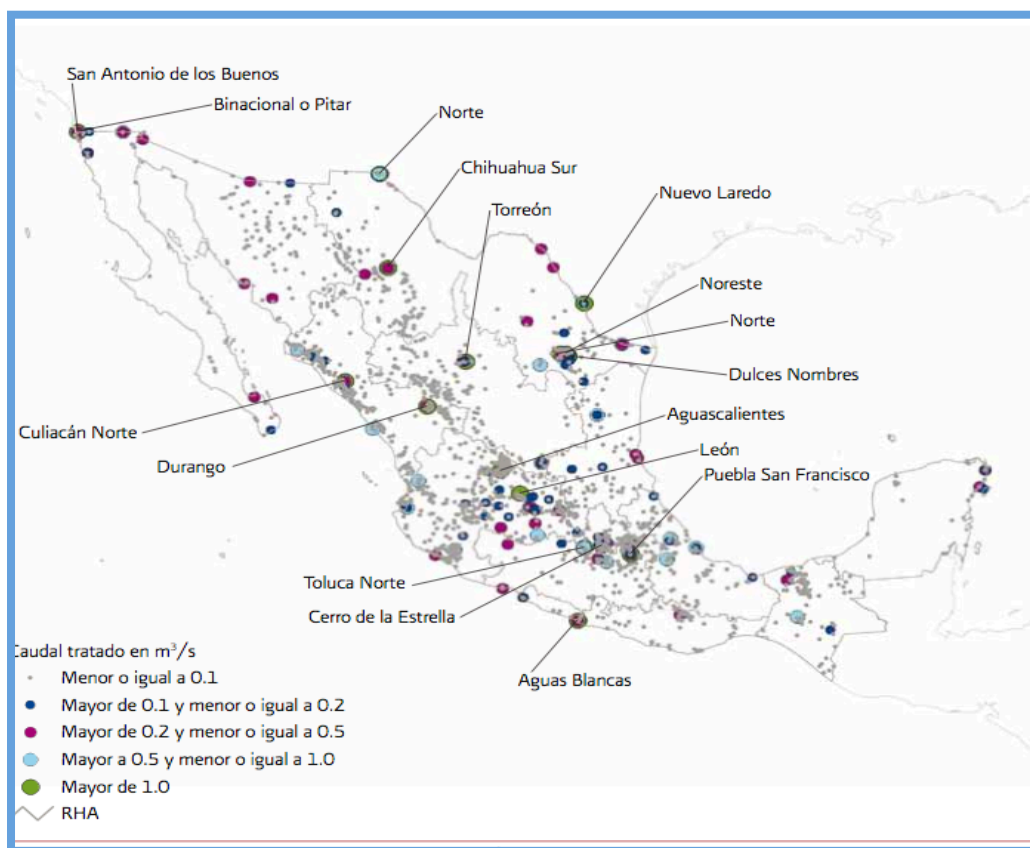 San Antonio de los Buenos
Binacional o Pitar
Norte
Chihuahua Sur
Nuevo Laredo
Torreón
Noreste
Norte
Dulces Nombres
Aguascalientes
Culiacán Norte
León
Durango
Puebla San Francisco
Toluca Norte
Cerro de la Estrella
Aguas Blancas
Caudal tratado en m³/s
Menor o igual a 0.1
Mayor de 0.1 y menor o igual a 0.2
Mayor de 0.2 y menor o igual a 0.5
Mayor a 0.5 y menor o igual a 1.0
Mayor de 1.0
RHA